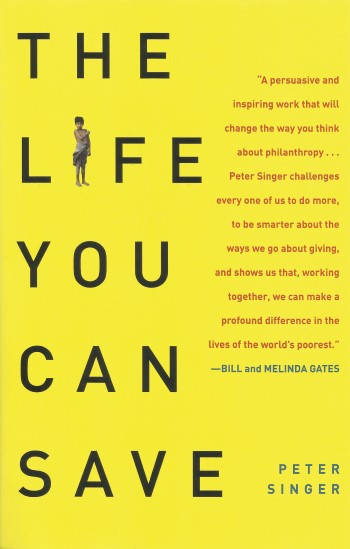 THE
LIFE
YOU
CAN
SAVE
“A persuasive and
inspiring work that will
change the way you think
about philanthropy . . .
Peter Singer challenges
every one of us to do more,
to be smarter about the
ways we go about giving,
and shows us that, working
together, we can make a
profound difference in the
lives of the world’s poorest.”
—BILL and MELINDA GATES
PETER
SINGER